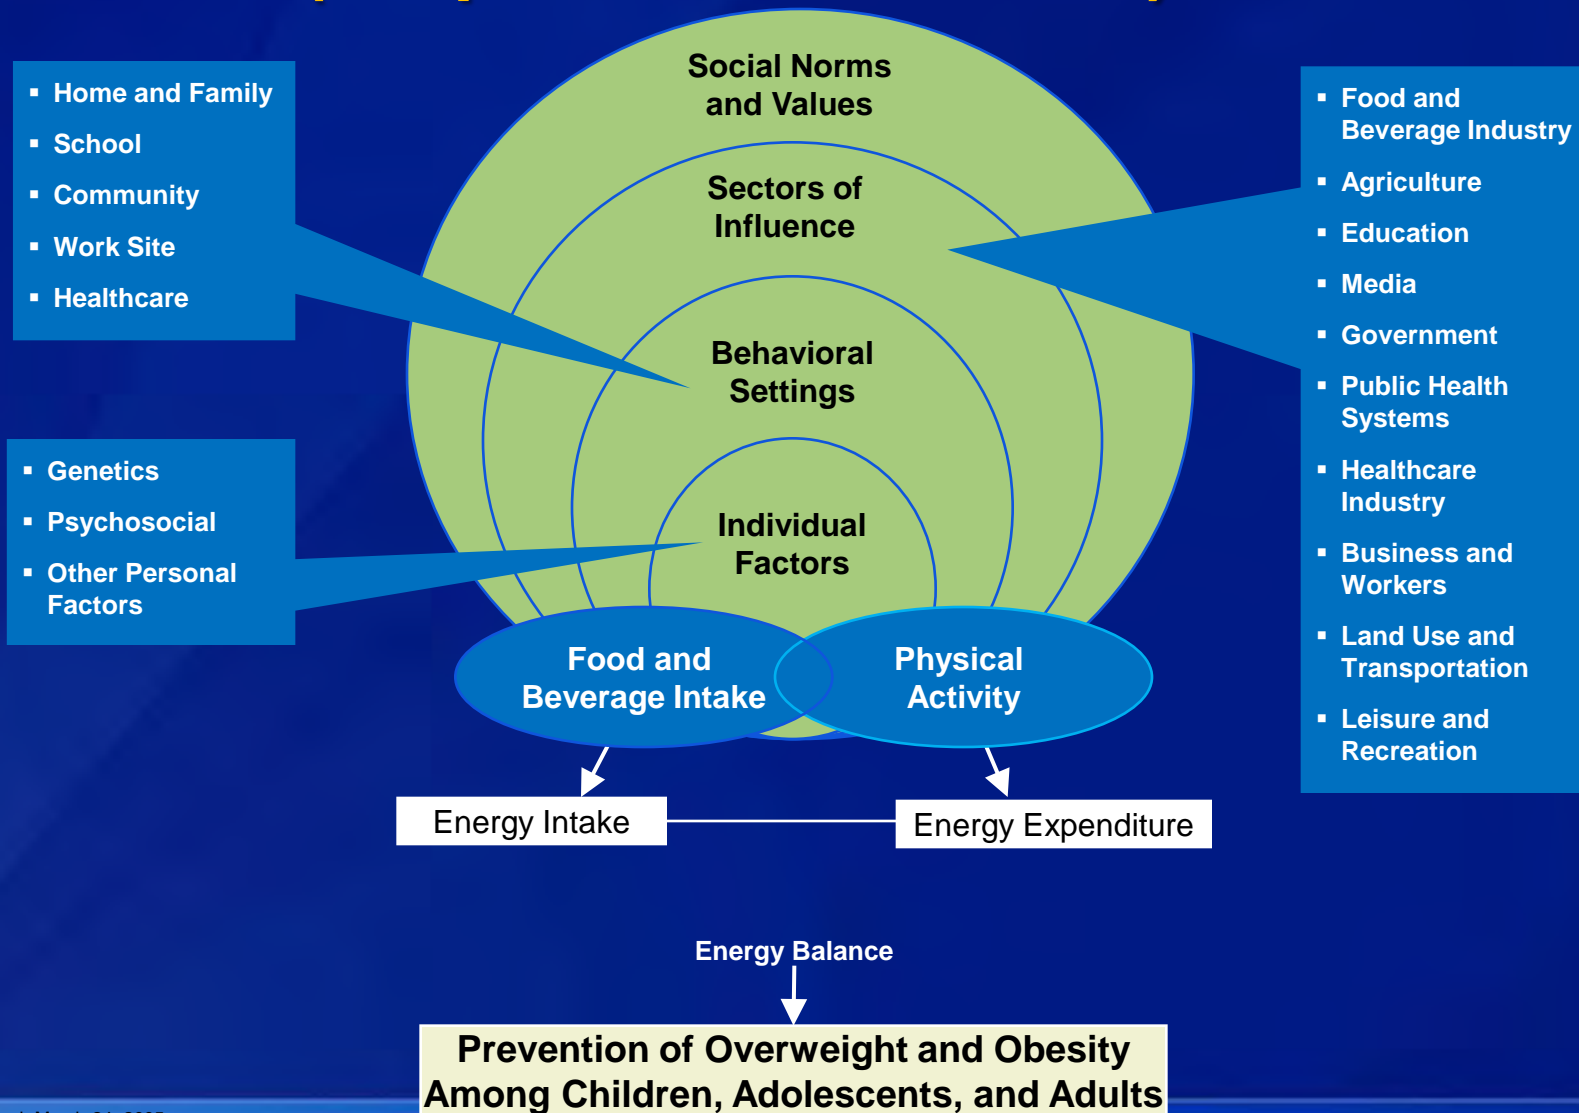 Social Norms
and Values
Sectors of
Influence
Behavioral
Settings
Individual
Factors
▪ Home and Family
▪ School
▪ Community
▪ Work Site
▪ Healthcare
▪ Genetics
▪ Psychosocial
▪ Other Personal
Factors
▪ Food and
Beverage Industry
▪ Agriculture
▪ Education
▪ Media
▪ Government
▪ Public Health
Systems
▪ Healthcare
Industry
▪ Business and
Workers
▪ Land Use and
Transportation
▪ Leisure and
Recreation
Food and
Beverage Intake
Physical
Activity
Energy Intake
Energy Expenditure
Energy Balance
Prevention of Overweight and Obesity
Among Children, Adolescents, and Adults